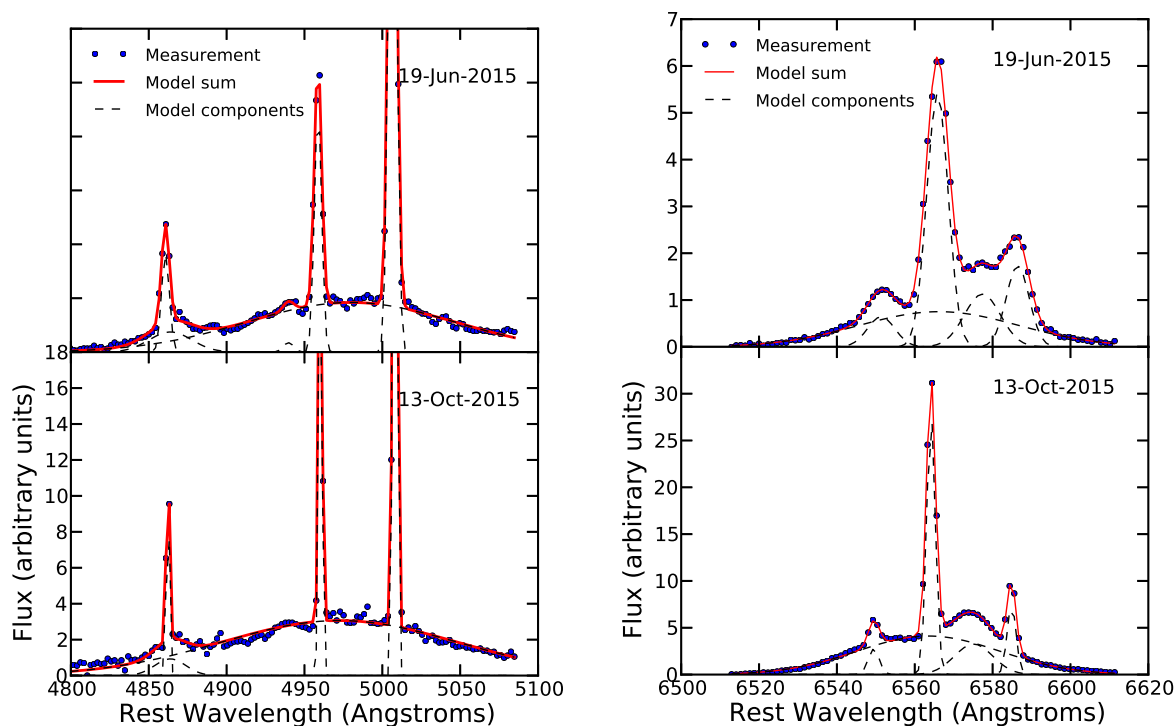 Measurement
Model sum
Model components
19-Jun-2015
18
16
14
12
10
8
6
4
2
0
13-Oct-2015
4800 4850 4900 4950 5000 5050 5100
Rest Wavelength (Angstroms)
Flux (arbitrary units)
Measurement
Model sum
Model components
19-Jun-2015
7
6
5
4
3
2
1
0
13-Oct-2015
30
25
20
15
10
5
0
6500 6520 6540 6560 6580 6600 6620
Rest Wavelength (Angstroms)
Flux (arbitrary units)